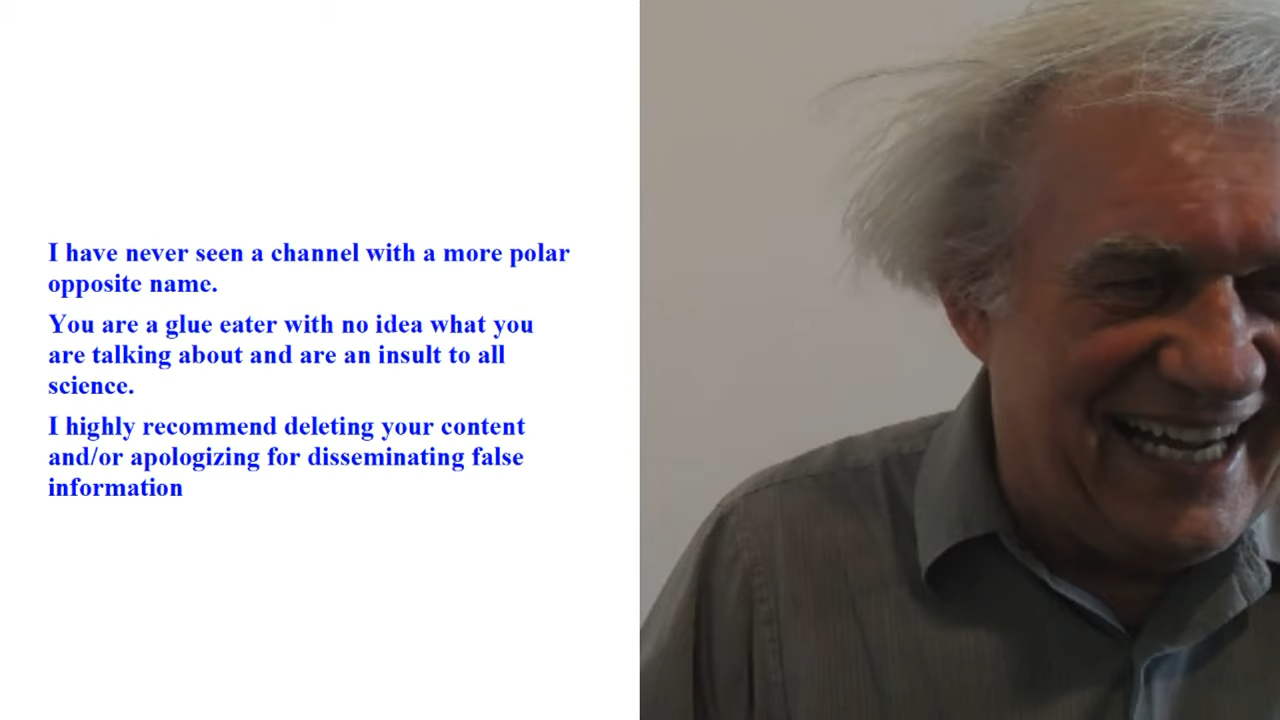 I have never seen a channel with a more polar
opposite name.
You are a glue eater with no idea what you
are talking about and are an insult to all
science.
I highly recommend deleting your content
and/or apologizing for disseminating false
information